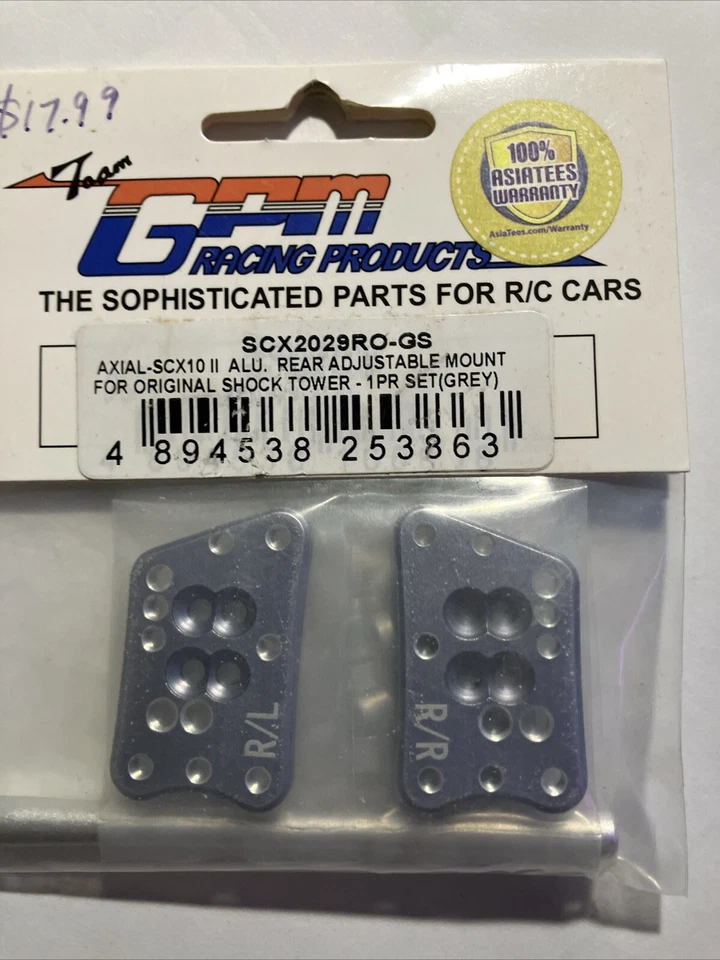 $17.99
Team
GPM
RACING PRODUCTS
100%
ASIATEES
WARRANTY
AsiaTees.com/Warranty
THE SOPHISTICATED PARTS FOR R/C CARS
SCX2029RO-GS
AXIAL-SCX10 II ALU. REAR ADJUSTABLE MOUNT
FOR ORIGINAL SHOCK TOWER - 1PR SET(GREY)
4 894538 253863
R/L
R/R